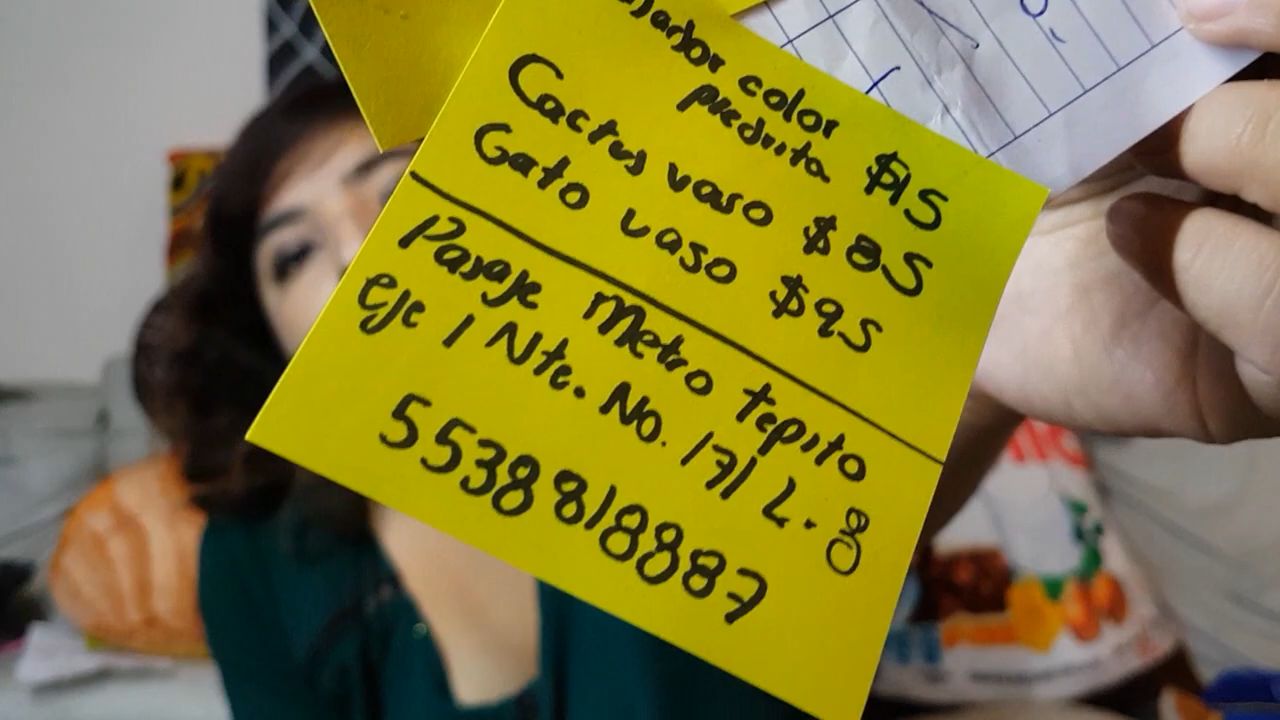 color
piedrita $15
Cactus vaso $85
Gato vaso $95
Pasaje Metro tepito
eje 1 Nte. No. 171 L. 8
5538818887